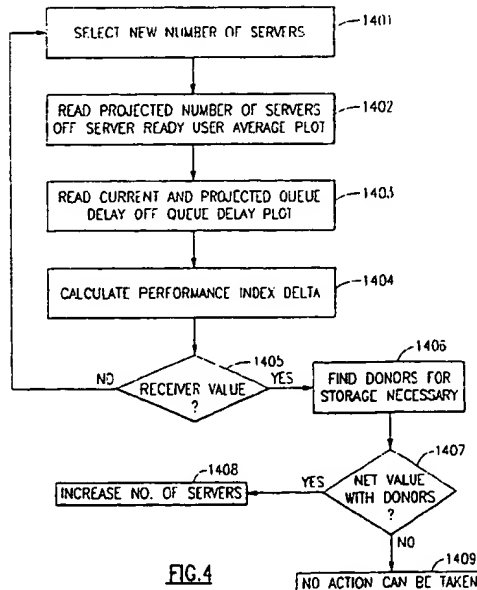 1401
SELECT NEW NUMBER OF SERVERS
1402
READ PROJECTED NUMBER OF SERVERS
OFF SERVER READY USER AVERAGE PLOT
1403
READ CURRENT AND PROJECTED QUEUE
DELAY OFF QUEUE DELAY PLOT
1404
CALCULATE PERFORMANCE INDEX DELTA
1405
NO
RECEIVER VALUE
?
YES
1406
FIND DONORS FOR
STORAGE NECESSARY
1407
NET VALUE
WITH DONORS
?
YES
1408
INCREASE NO. OF SERVERS
NO
1409
NO ACTION CAN BE TAKEN
FIG.4